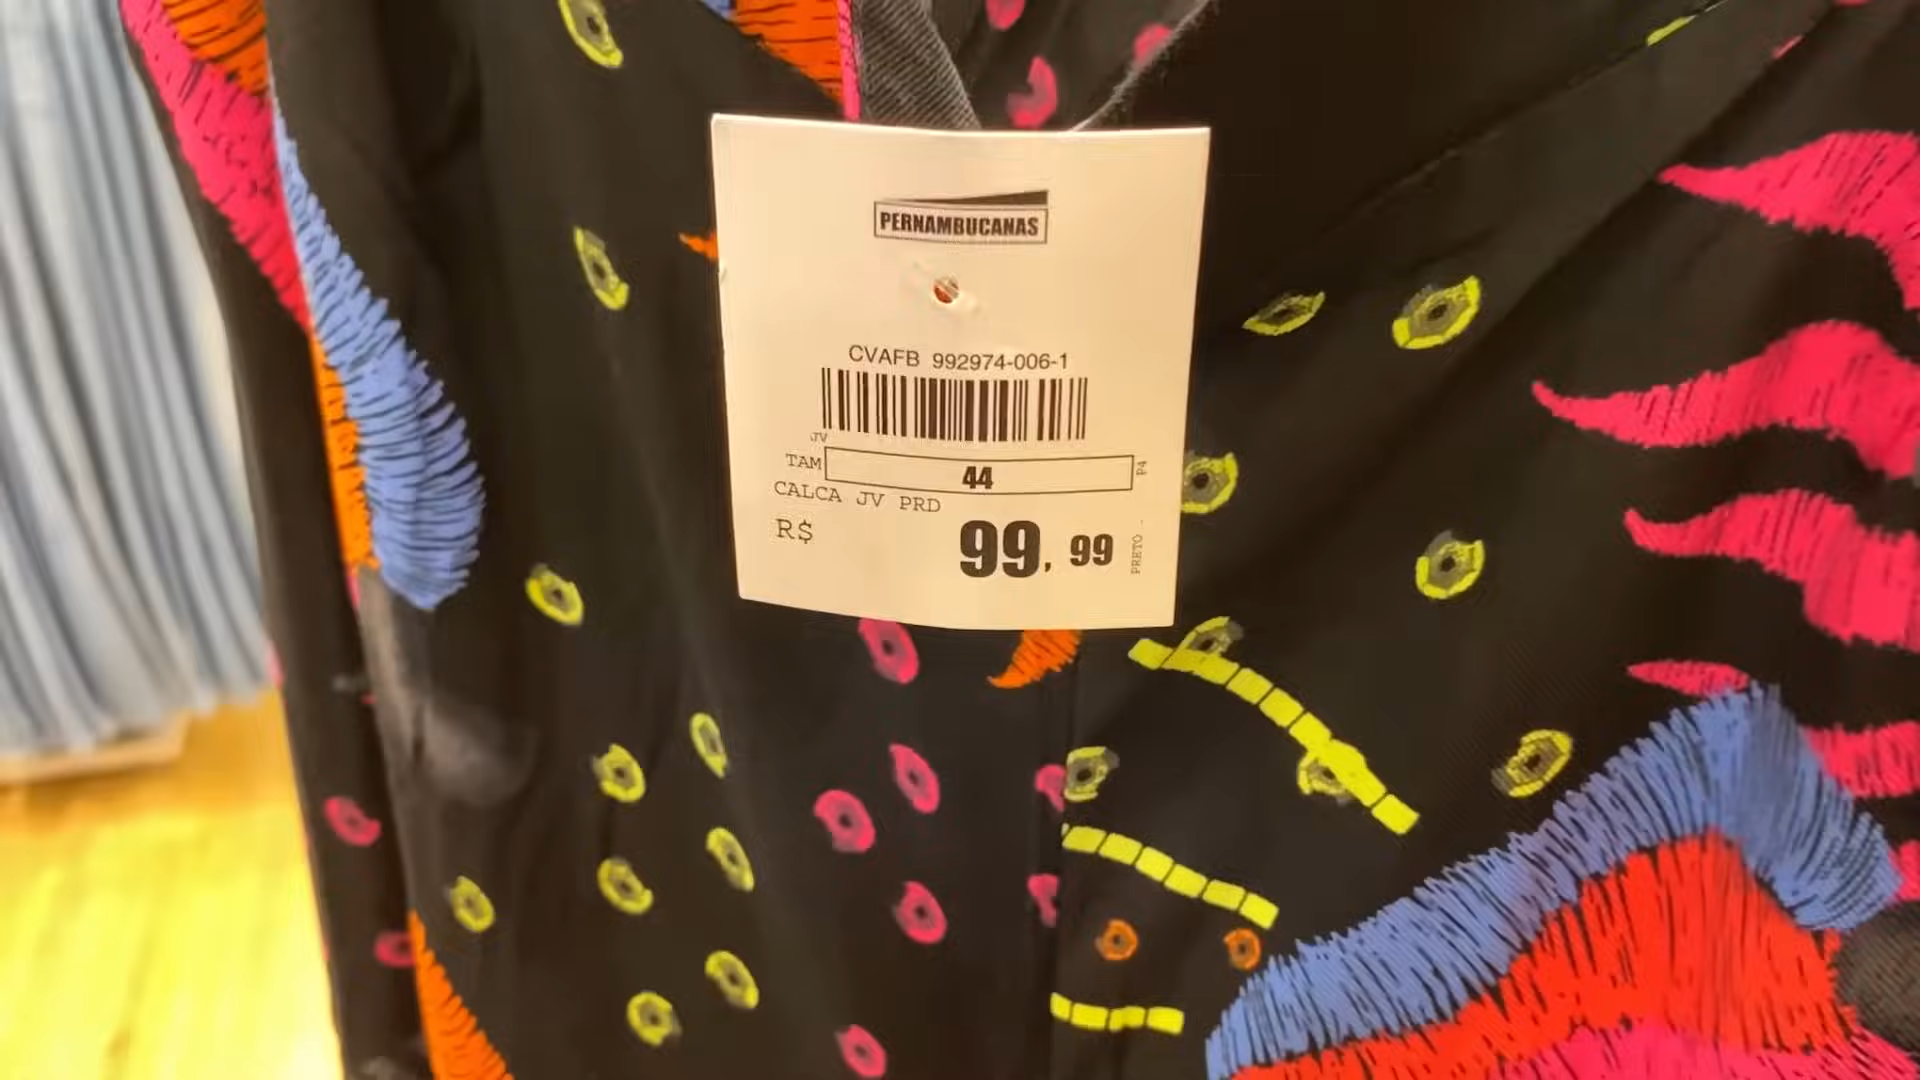 PERNAMBUCANAS
CVAFB 992974-006-1
JV
TAM 44 P4
CALCA JV PRD
R$ 99,99
PRETO -